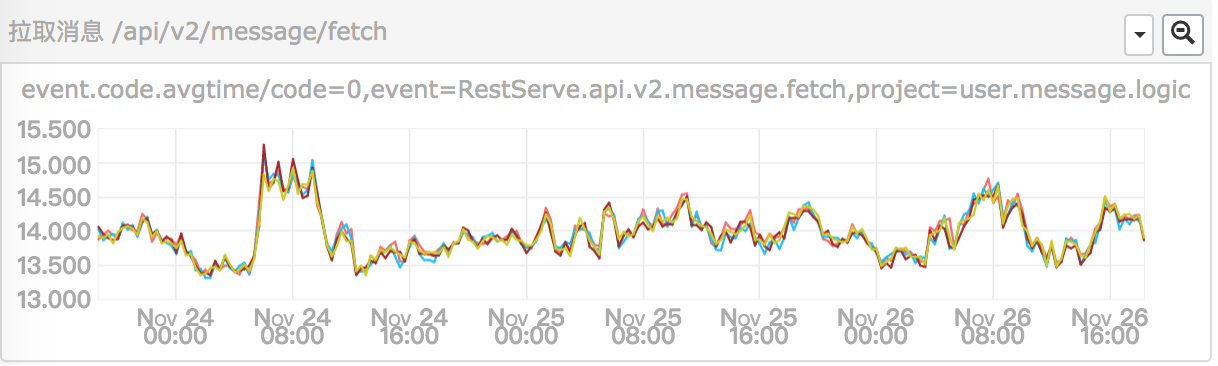 拉取消息 /api/v2/message/fetch
event.code.avgtime/code=0,event=RestServe.api.v2.message.fetch,project=user.message.logic
15.500
15.000
14.500
14.000
13.500
13.000
Nov 24 00:00
Nov 24 08:00
Nov 24 16:00
Nov 25 00:00
Nov 25 08:00
Nov 25 16:00
Nov 26 00:00
Nov 26 08:00
Nov 26 16:00